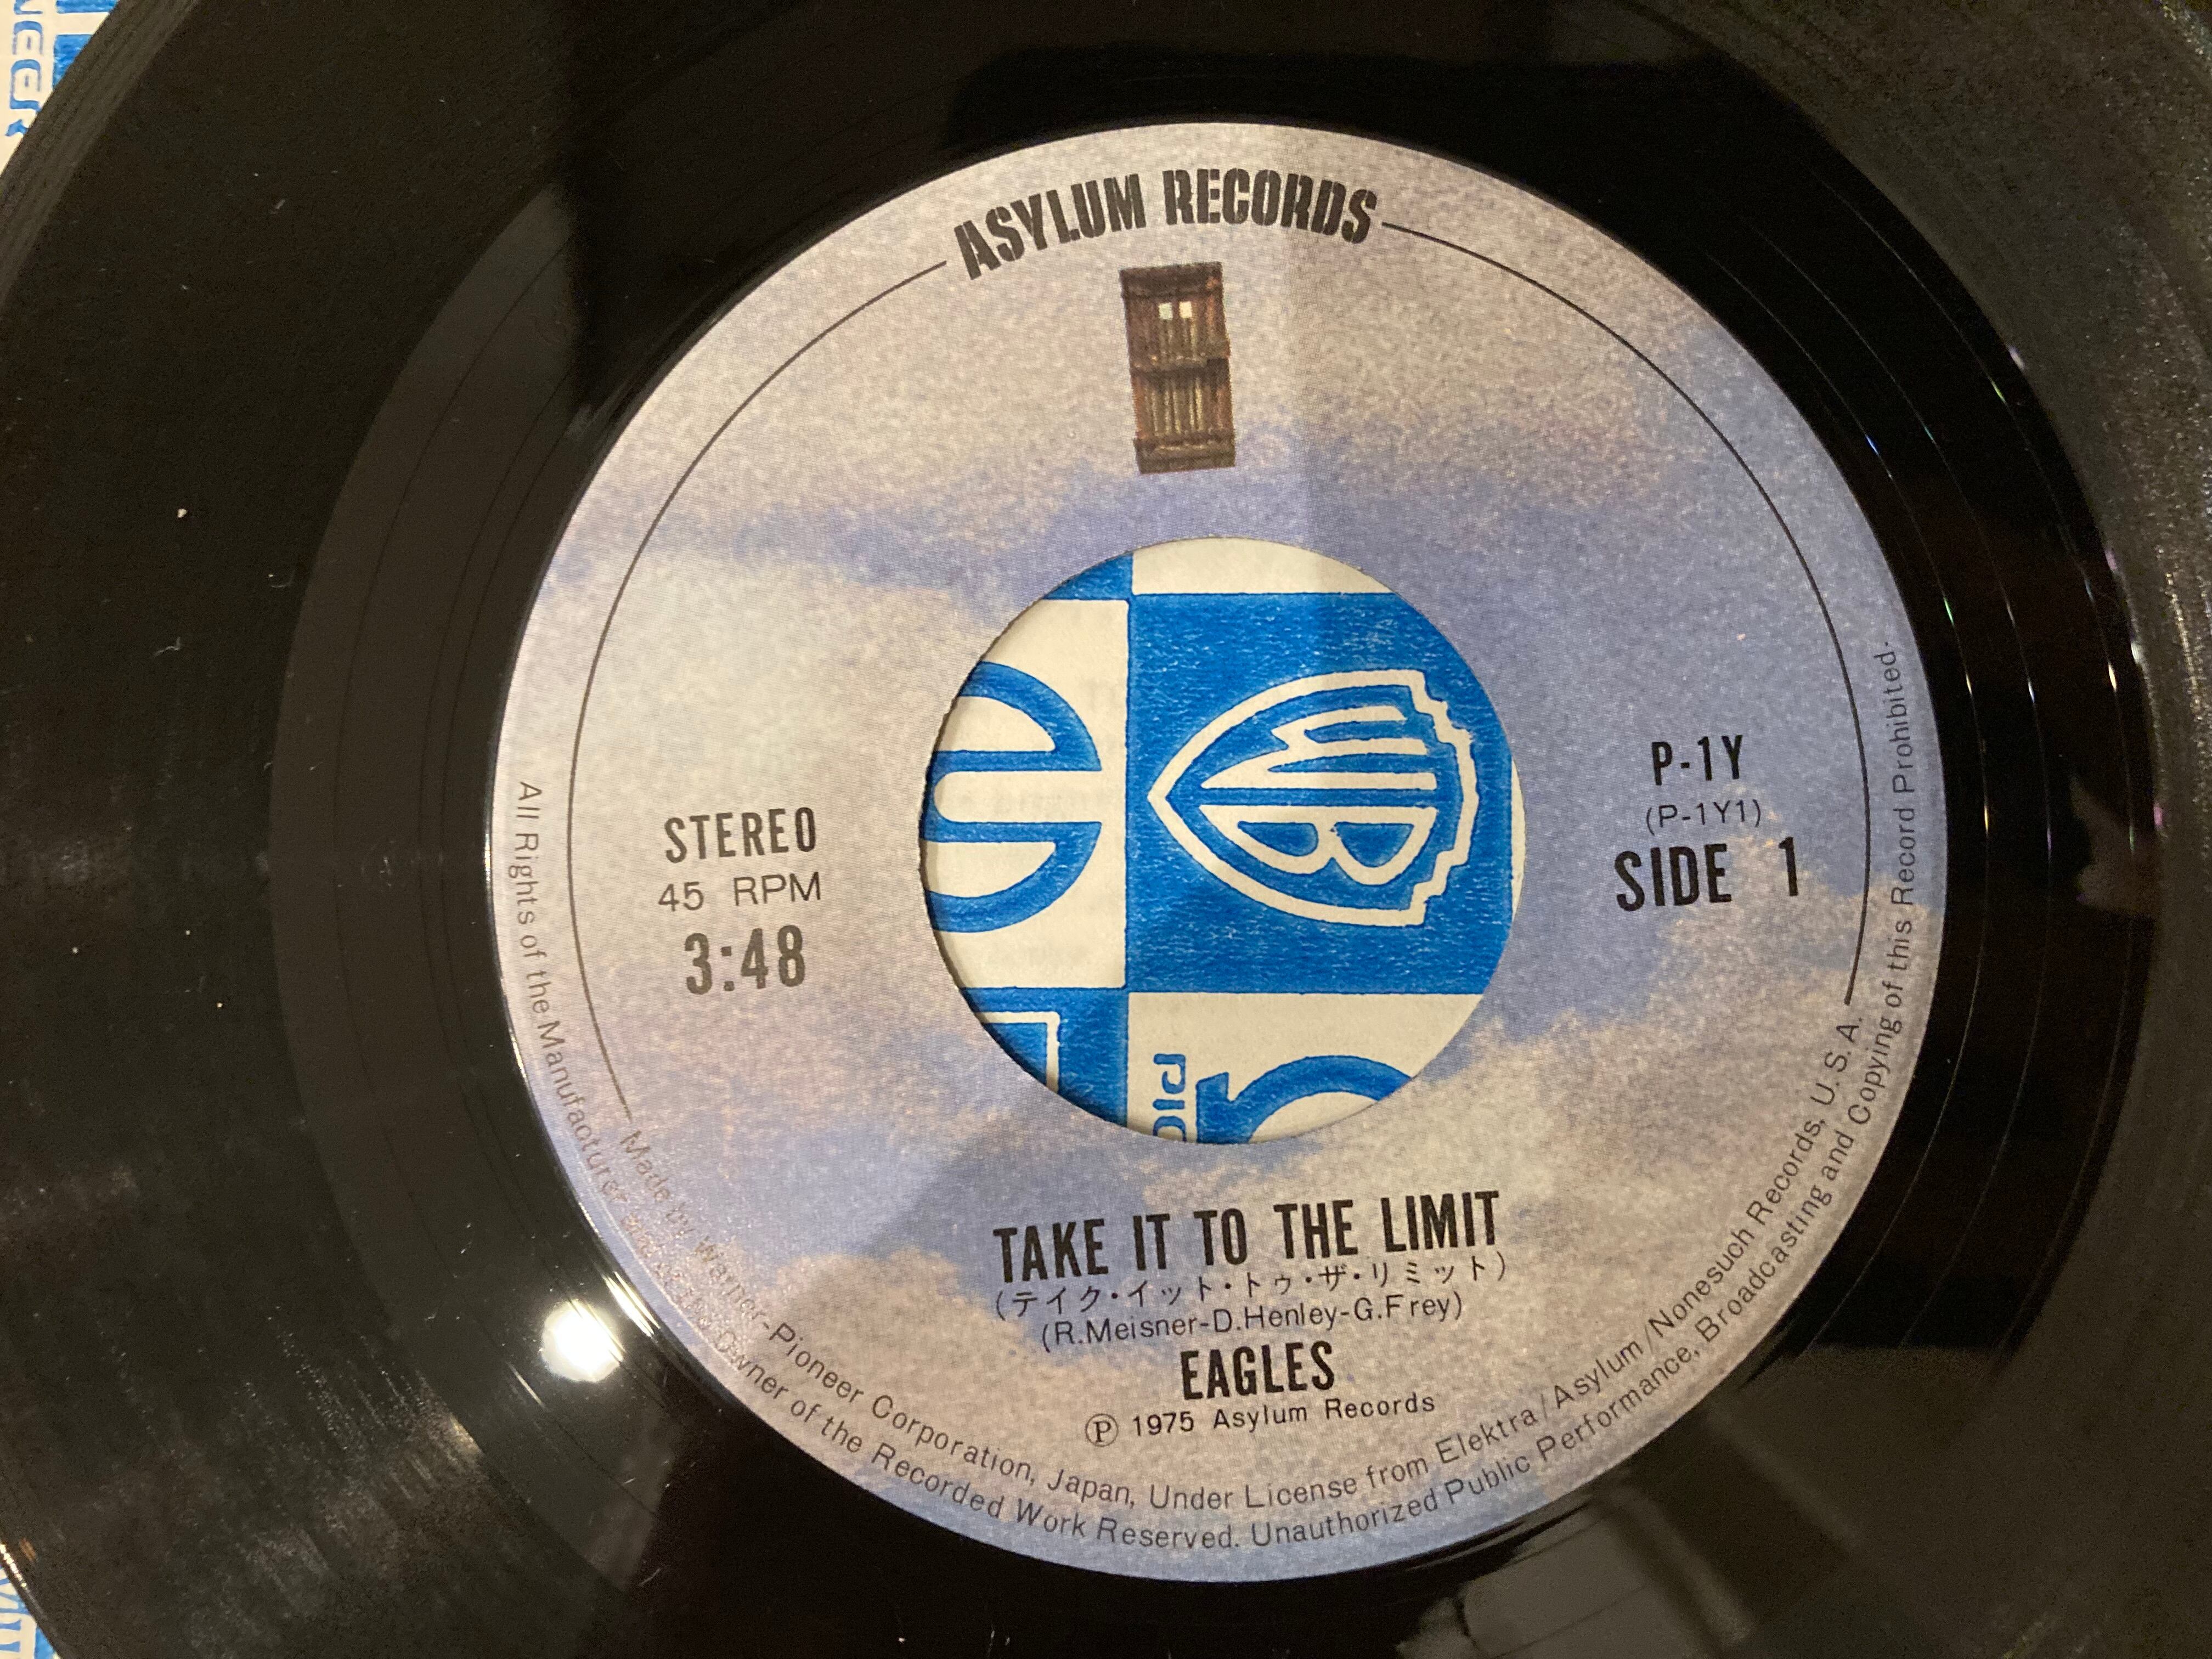 ASYLUM RECORDS
STEREO
45 RPM
3:48
P-1Y
(P-1Y1)
SIDE 1
TAKE IT TO THE LIMIT
(テイク・イット・トゥ・ザ・リミット)
(R.Meisner-D.Henley-G.Frey)
EAGLES
Ⓟ 1975 Asylum Records
Made by Warner-Pioneer Corporation, Japan, Under License from Elektra/Asylum/Nonesuch Records, U.S.A.
All Rights of the Manufacturer and of the Owner of the Recorded Work Reserved. Unauthorized Public Performance, Broadcasting and Copying of this Record Prohibited.
WB